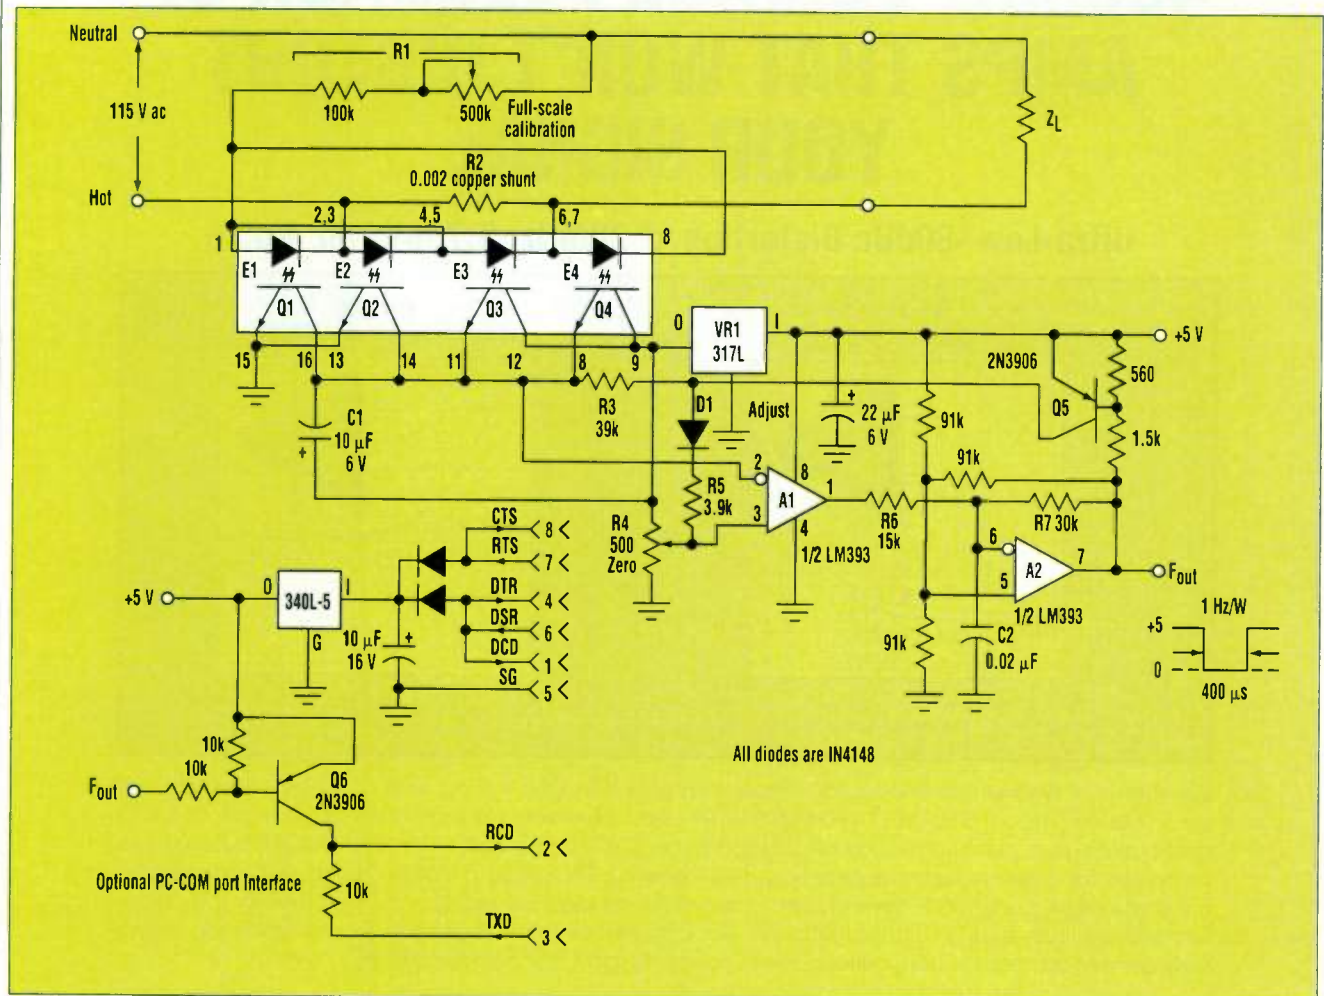 Neutral
R1
115 V ac
100k
500k
Full-scale
calibration
ZL
R2
0.002 copper shunt
Hot
2,3
4,5
6,7
1
8
E1
E2
E3
E4
Q1
Q2
Q3
Q4
15
16
13
14
11
12
8
9
O
VR1
317L
I
+5 V
2N3906
560
Q5
1.5k
C1
10 µF
6 V
+
R3
39k
D1
Adjust
+
22 µF
6 V
91k
91k
2
8
A1
1
3
4
1/2 LM393
R5
3.9k
R4
500
Zero
R6
15k
R7 30k
6
A2
7
5
1/2 LM393
Fout
91k
C2
0.02 µF
1 Hz/W
+5
0
400 µs
CTS
8
RTS
7
DTR
4
DSR
6
DCD
1
SG
5
+5 V
O
340L-5
I
G
10 µF
16 V
+
All diodes are IN4148
10k
10k
Fout
Q6
2N3906
RCD
2
Optional PC-COM port Interface
10k
TXD
3